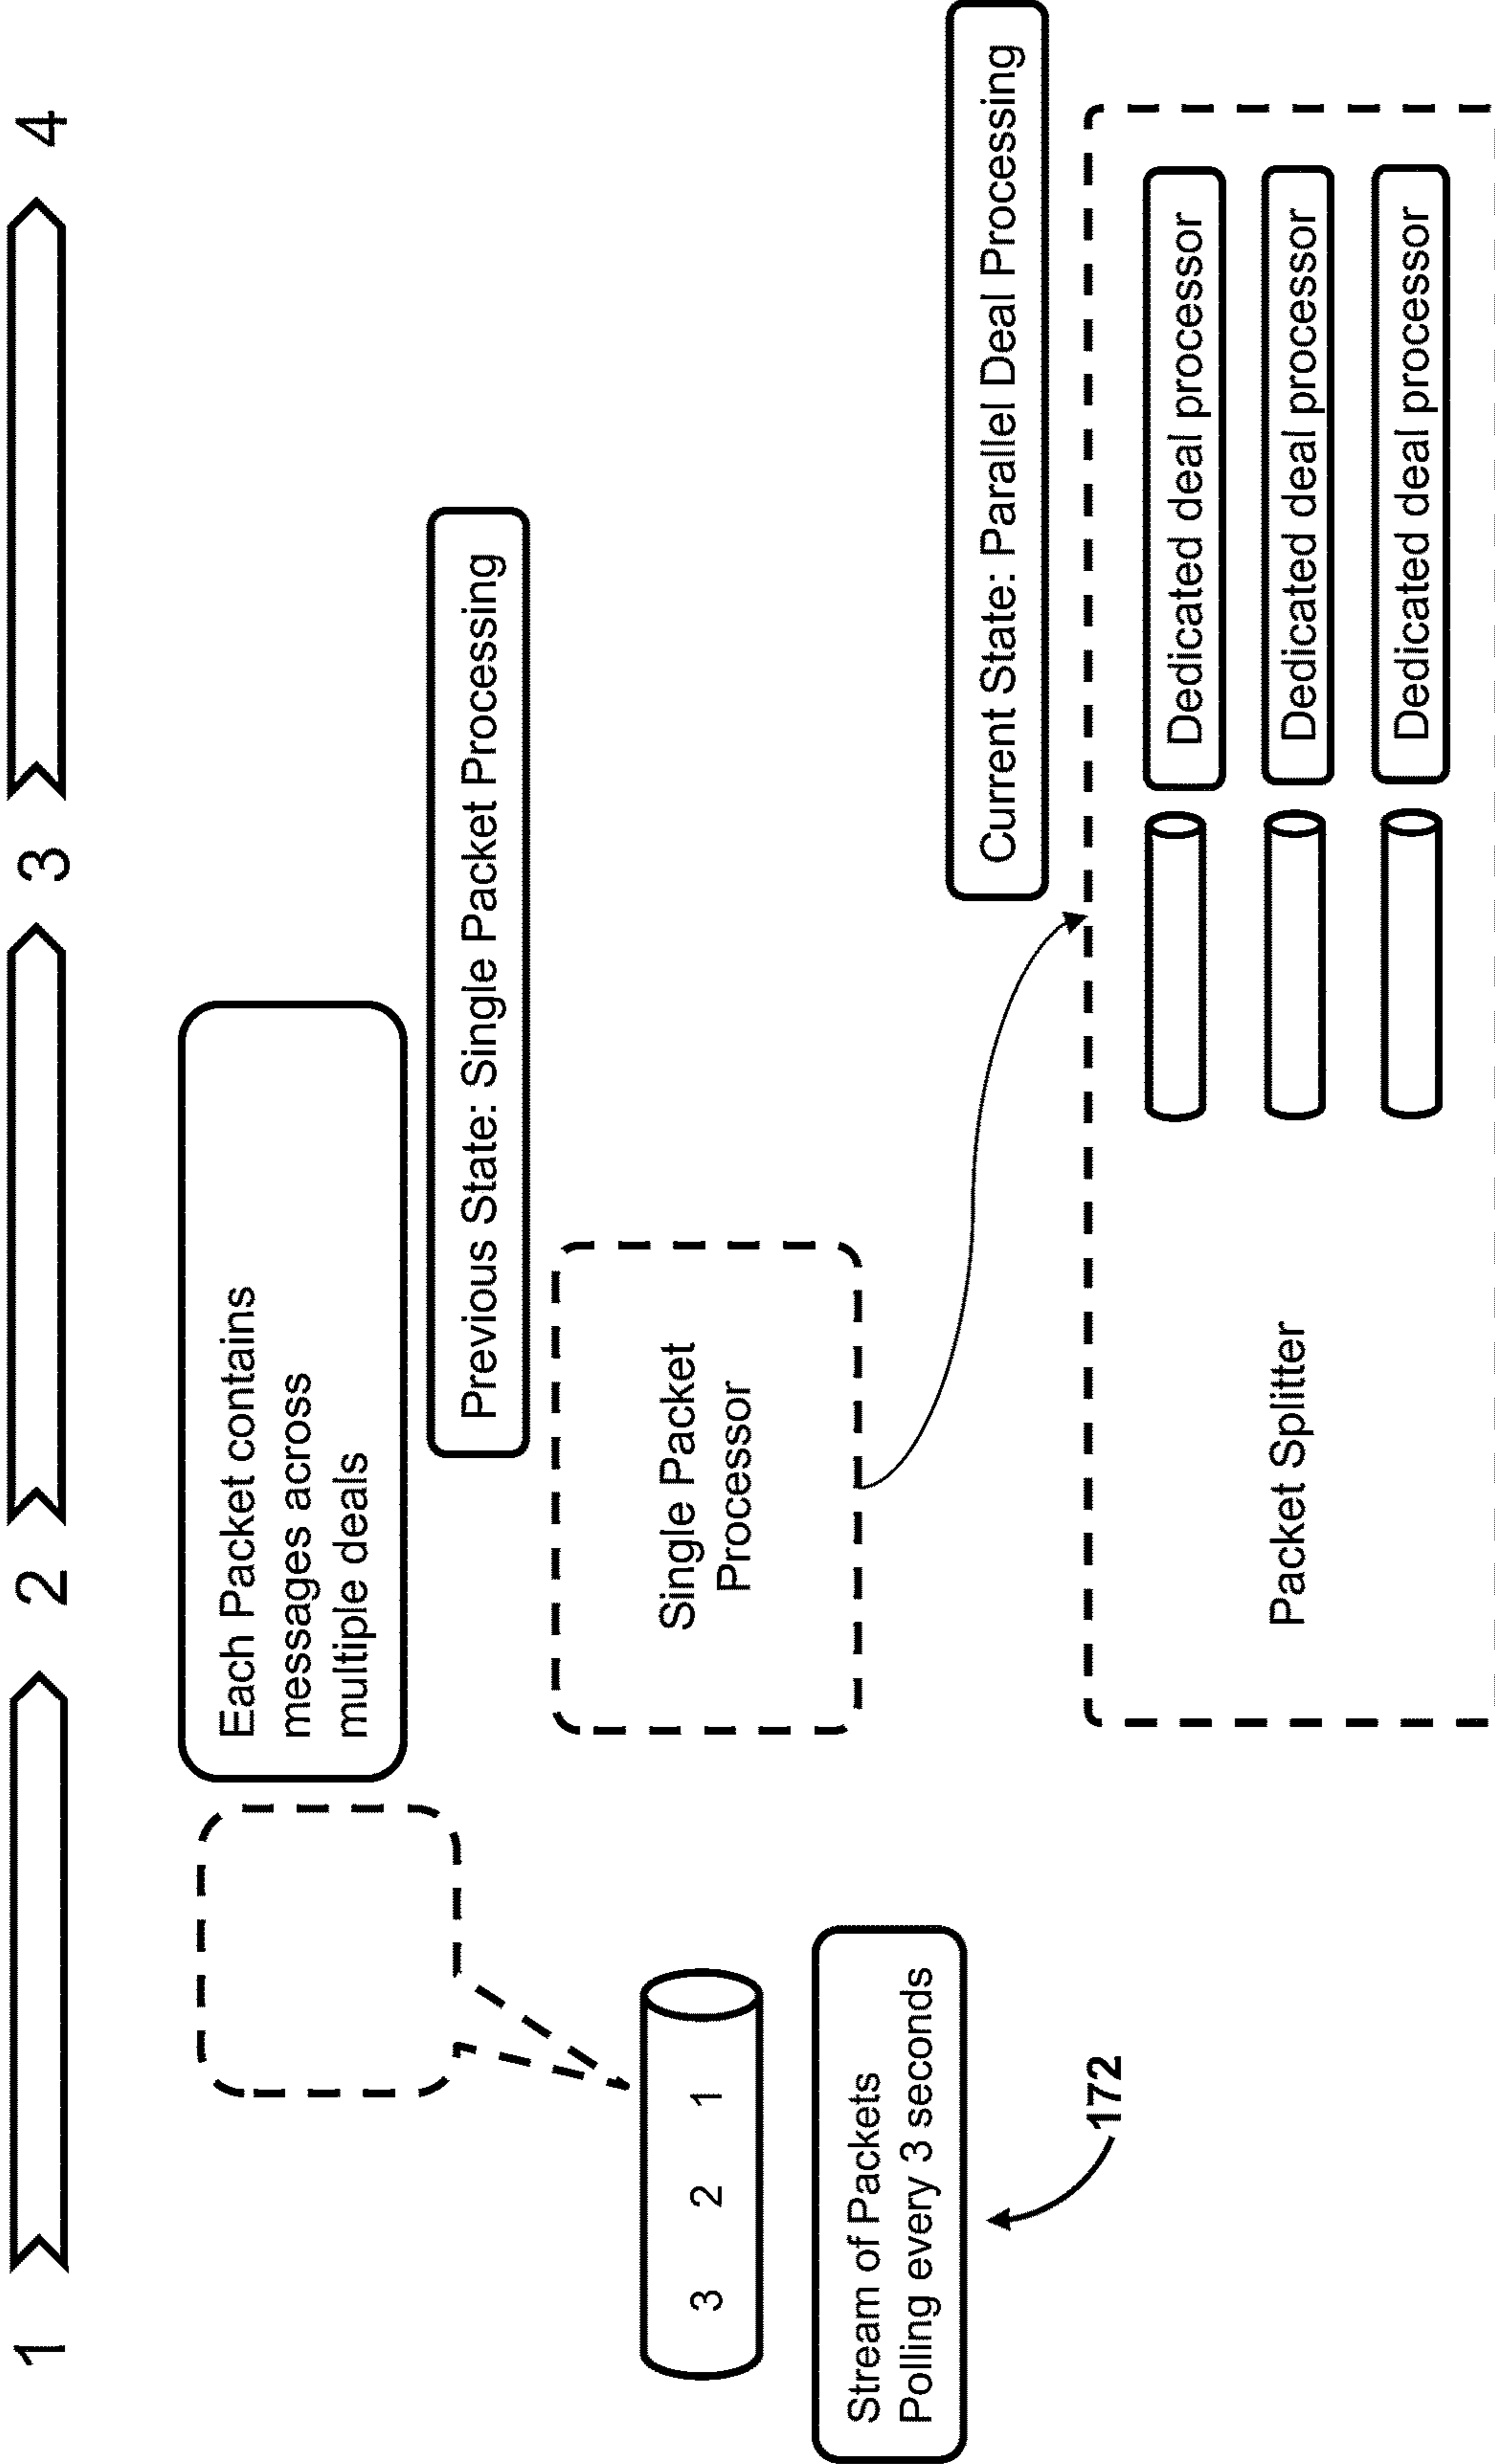 1 2 3 4
Each Packet contains
messages across
multiple deals
Previous State: Single Packet Processing
Single Packet
Processor
3 2 1
Stream of Packets
Polling every 3 seconds
172
Current State: Parallel Deal Processing
Packet Splitter
Dedicated deal processor
Dedicated deal processor
Dedicated deal processor